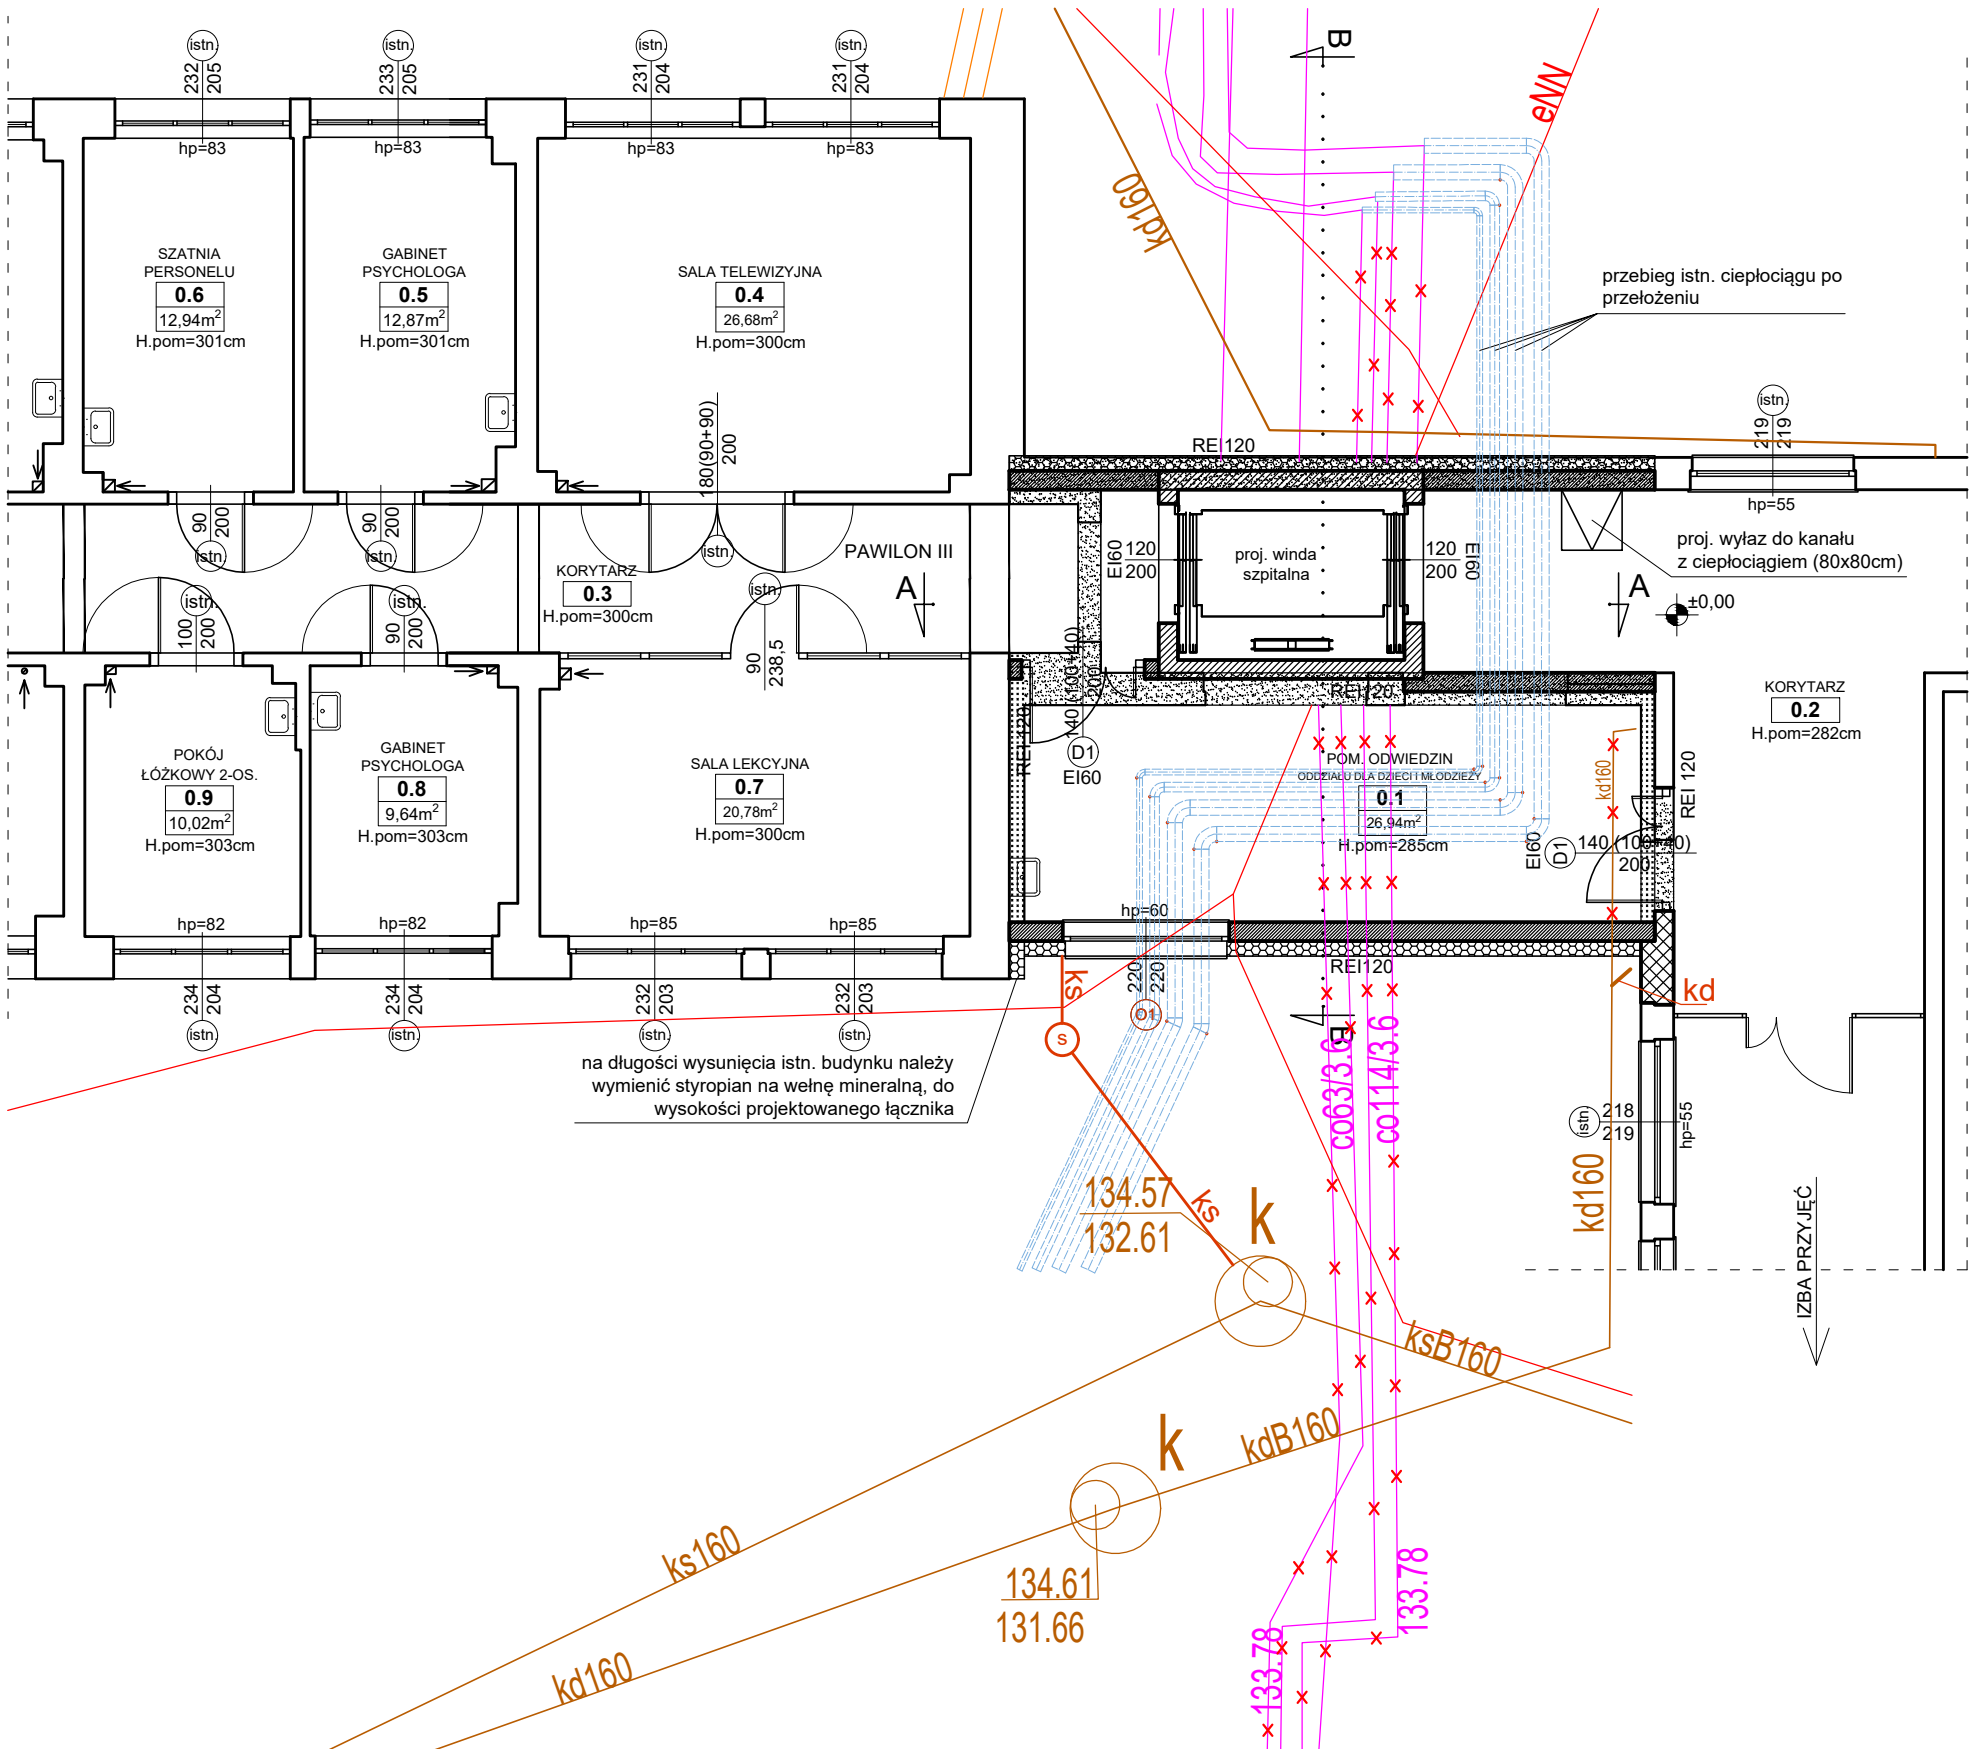 istn.
232
205
istn.
233
205
istn.
231
204
istn.
231
204
B
eNN
hp=83
hp=83
hp=83
hp=83
kd160
SZATNIA
PERSONELU
0.6
12,94m²
H.pom=301cm
GABINET
PSYCHOLOGA
0.5
12,87m²
H.pom=301cm
SALA TELEWIZYJNA
0.4
26,68m²
H.pom=300cm
przebieg istn. ciepłociągu po
przełożeniu
istn.
219
219
hp=55
REI120
180(90+90)
200
istn.
90
200
istn.
90
200
istn.
PAWILON III
KORYTARZ
0.3
H.pom=300cm
A
EI60
120
200
proj. winda
szpitalna
120
200
EI60
proj. wyłaz do kanału
z ciepłociągiem (80x80cm)
A
±0,00
istn.
100
200
istn.
90
200
istn.
90
238,5
140 (100+40)
200
D1
EI60
REI 120
REI120
KORYTARZ
0.2
H.pom=282cm
POKÓJ
ŁÓŻKOWY 2-OS.
0.9
10,02m²
H.pom=303cm
GABINET
PSYCHOLOGA
0.8
9,64m²
H.pom=303cm
SALA LEKCYJNA
0.7
20,78m²
H.pom=300cm
POM. ODWIEDZIN
ODDZIAŁU DLA DZIECI I MŁODZIEŻY
0.1
26,94m²
H.pom=285cm
kd160
REI 120
EI60
D1
140 (100+40)
200
hp=82
hp=82
hp=85
hp=85
hp=60
234
204
istn.
234
204
istn.
232
203
istn.
232
203
istn.
220
220
O1
ks
s
REI120
B
kd
co63/3.6
co114/3.6
na długości wysunięcia istn. budynku należy
wymienić styropian na wełnę mineralną, do
wysokości projektowanego łącznika
istn.
218
219
hp=55
kd160
134.57
132.61
ks
k
IZBA PRZYJĘĆ
ksB160
kdB160
k
ks160
134.61
131.66
kd160
133.78
133.78